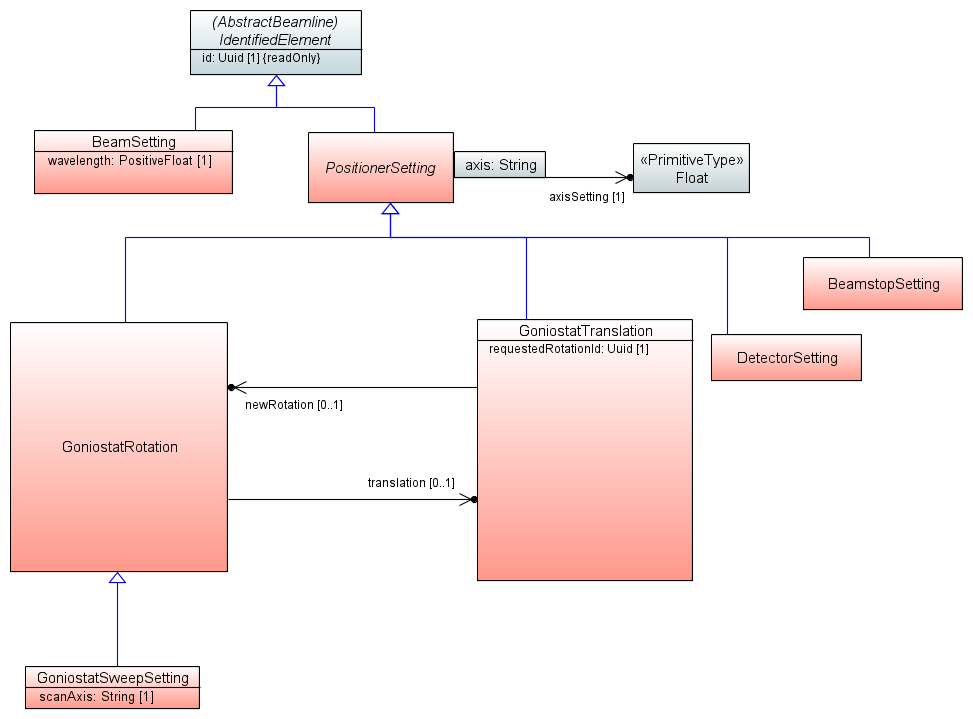 (AbstractBeamline)
IdentifiedElement
id: Uuid [1] {readOnly}
BeamSetting
wavelength: PositiveFloat [1]
PositionerSetting
axis: String
«PrimitiveType»
Float
axisSetting [1]
BeamstopSetting
GoniostatTranslation
requestedRotationId: Uuid [1]
DetectorSetting
newRotation [0..1]
GoniostatRotation
translation [0..1]
GoniostatSweepSetting
scanAxis: String [1]